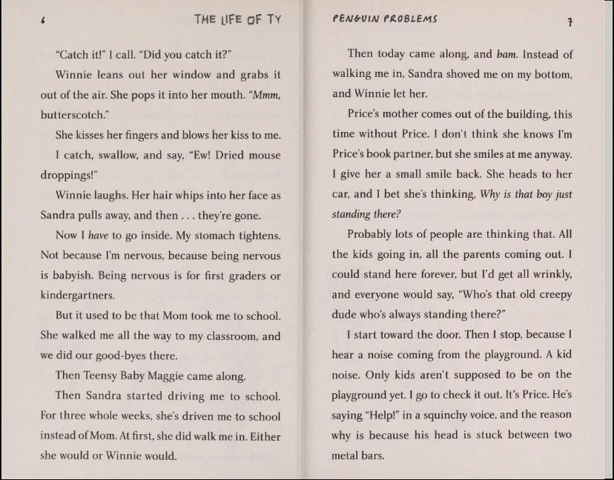 6
THE LIFE OF TY
"Catch it!" I call. "Did you catch it?"
Winnie leans out her window and grabs it
out of the air. She pops it into her mouth. "Mmm,
butterscotch."
She kisses her fingers and blows her kiss to me.
I catch, swallow, and say, "Ew! Dried mouse
droppings!"
Winnie laughs. Her hair whips into her face as
Sandra pulls away, and then . . . they're gone.
Now I have to go inside. My stomach tightens.
Not because I'm nervous, because being nervous
is babyish. Being nervous is for first graders or
kindergartners.
But it used to be that Mom took me to school.
She walked me all the way to my classroom, and
we did our good-byes there.
Then Teensy Baby Maggie came along.
Then Sandra started driving me to school.
For three whole weeks, she's driven me to school
instead of Mom. At first, she did walk me in. Either
she would or Winnie would.
PENGUIN PROBLEMS
7
Then today came along, and bam. Instead of
walking me in, Sandra shoved me on my bottom,
and Winnie let her.
Price's mother comes out of the building, this
time without Price. I don't think she knows I'm
Price's book partner, but she smiles at me anyway.
I give her a small smile back. She heads to her
car, and I bet she's thinking, Why is that boy just
standing there?
Probably lots of people are thinking that. All
the kids going in, all the parents coming out. I
could stand here forever, but I'd get all wrinkly,
and everyone would say, "Who's that old creepy
dude who's always standing there?"
I start toward the door. Then I stop, because I
hear a noise coming from the playground. A kid
noise. Only kids aren't supposed to be on the
playground yet. I go to check it out. It's Price. He's
saying "Help!" in a squinchy voice, and the reason
why is because his head is stuck between two
metal bars.